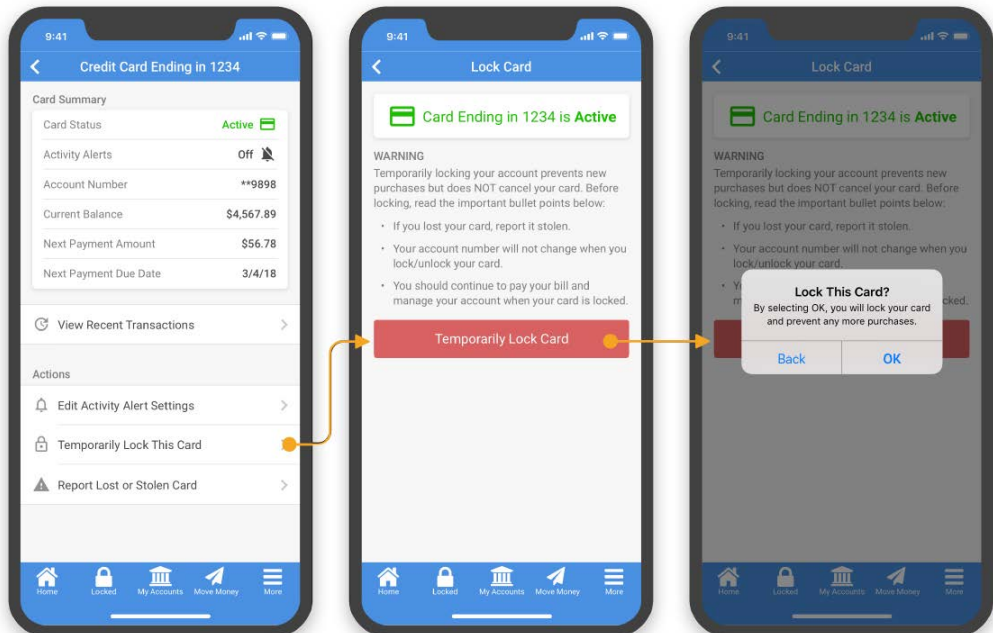 9:41
Credit Card Ending in 1234
Card Summary
Card Status Active
Activity Alerts Off
Account Number **9898
Current Balance $4,567.89
Next Payment Amount $56.78
Next Payment Due Date 3/4/18
View Recent Transactions
Actions
Edit Activity Alert Settings
Temporarily Lock This Card
Report Lost or Stolen Card
Home Locked My Accounts Move Money More
9:41
Lock Card
Card Ending in 1234 is Active
WARNING
Temporarily locking your account prevents new
purchases but does NOT cancel your card. Before
locking, read the important bullet points below:
• If you lost your card, report it stolen.
• Your account number will not change when you
lock/unlock your card.
• You should continue to pay your bill and
manage your account when your card is locked.
Temporarily Lock Card
Home Locked My Accounts Move Money More
9:41
Lock Card
Card Ending in 1234 is Active
WARNING
Temporarily locking your account prevents new
purchases but does NOT cancel your card. Before
locking, read the important bullet points below:
• If you lost your card, report it stolen.
• Your account number will not change when you
lock/unlock your card.
Lock This Card?
By selecting OK, you will lock your card
and prevent any more purchases.
Back OK
Home Locked My Accounts Move Money More